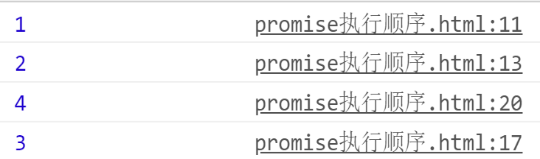 1 promise执行顺序.html:11
2 promise执行顺序.html:13
4 promise执行顺序.html:20
3 promise执行顺序.html:17